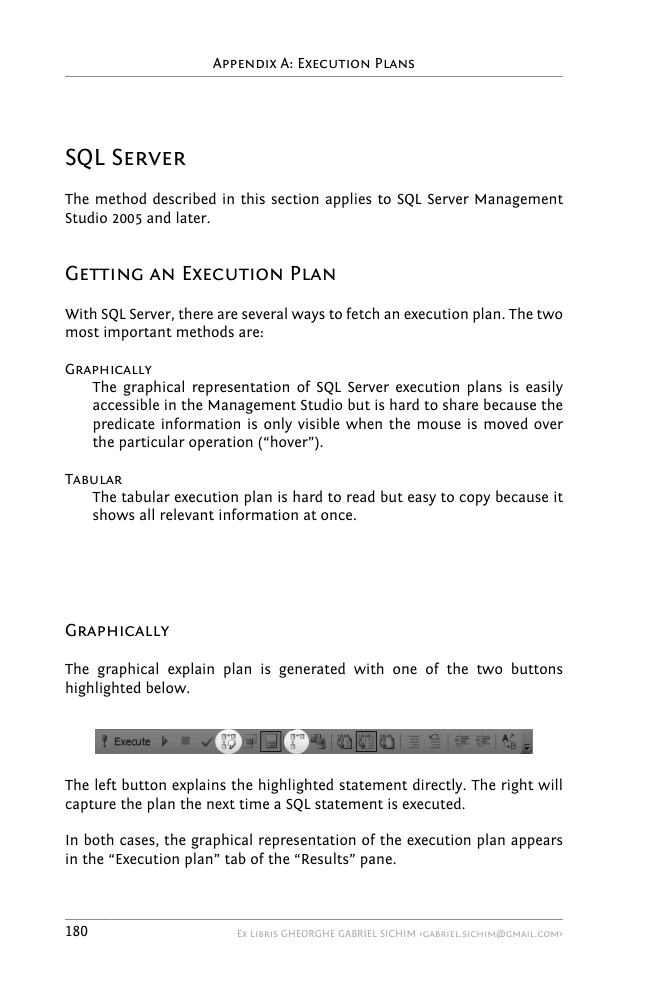 Appendix A: Execution Plans
SQL Server
The method described in this section applies to SQL Server Management
Studio 2005 and later.
Getting an Execution Plan
With SQL Server, there are several ways to fetch an execution plan. The two
most important methods are:
Graphically
The graphical representation of SQL Server execution plans is easily
accessible in the Management Studio but is hard to share because the
predicate information is only visible when the mouse is moved over
the particular operation (“hover”).
Tabular
The tabular execution plan is hard to read but easy to copy because it
shows all relevant information at once.
Graphically
The graphical explain plan is generated with one of the two buttons
highlighted below.
Execute
The left button explains the highlighted statement directly. The right will
capture the plan the next time a SQL statement is executed.
In both cases, the graphical representation of the execution plan appears
in the “Execution plan” tab of the “Results” pane.
180
Ex Libris GHEORGHE GABRIEL SICHIM <gabriel.sichim@gmail.com>